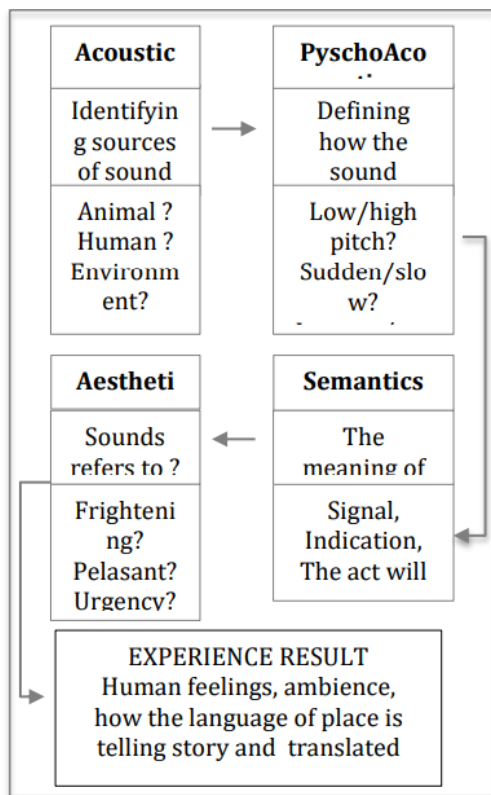 Acoustic
Identifyin
g sources
of sound
Animal ?
Human ?
Environm
ent?
PyschoAco
Defining
how the
sound
Low/high
pitch?
Sudden/slo
w?
Aestheti
Sounds
refers to ?
Frighteni
ng?
Pelasant?
Urgency?
Semantics
The
meaning of
Signal,
Indication,
The act will
EXPERIENCE RESULT
Human feelings, ambience,
how the language of place is
telling story and translated